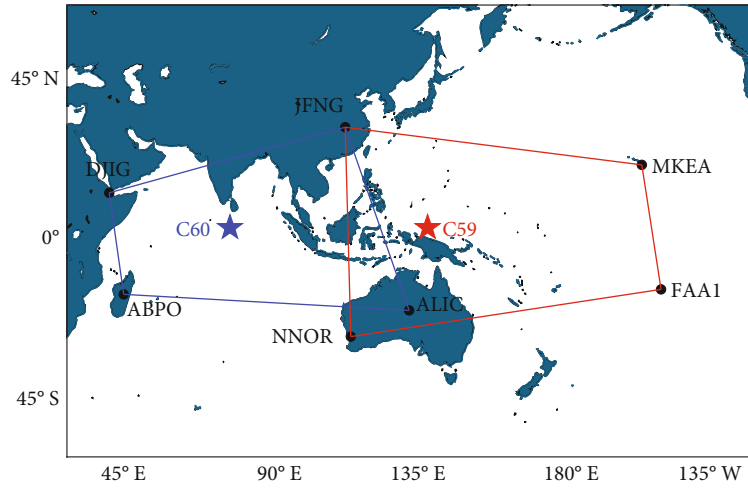 45° N
JFNG
DJIG
MKEA
C60
C59
0°
FAA1
ABPO
ALIC
NNOR
45° S
45° E
90° E
135° E
180° E
135° W